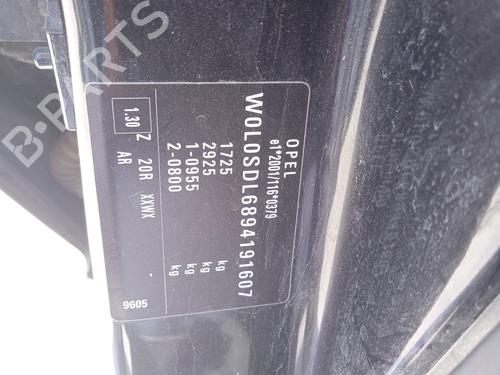 OPEL
e1*2001/116*0379
W0L0SDL6894191607
1725 kg
2925 kg
1-0955 kg
2-0800 kg
1.30 Z 20R XXWX
AR
9605
B-PARTS